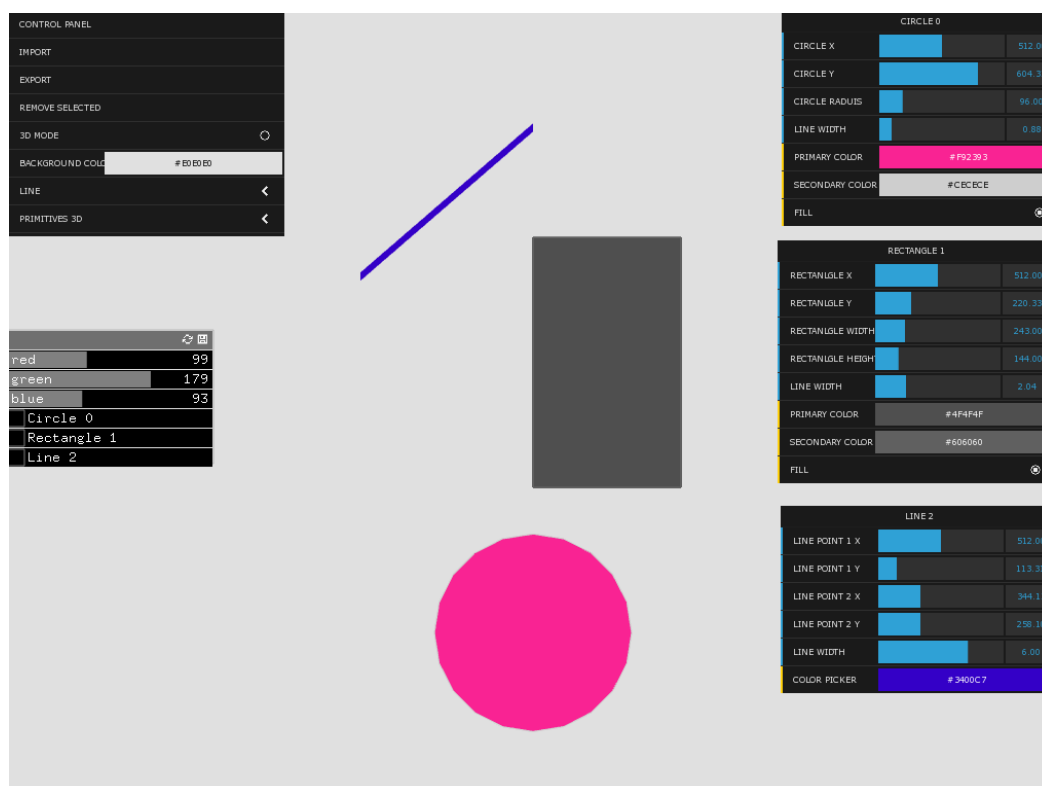 CONTROL PANEL
IMPORT
EXPORT
REMOVE SELECTED
3D MODE
BACKGROUND COLO #E0E0E0
LINE
PRIMITIVES 3D
red 99
green 179
blue 93
Circle 0
Rectangle 1
Line 2
CIRCLE 0
CIRCLE X 512.0
CIRCLE Y 604.3
CIRCLE RADUIS 96.00
LINE WIDTH 0.88
PRIMARY COLOR #F92393
SECONDARY COLOR #CECECE
FILL
RECTANGLE 1
RECTANLGLE X 512.00
RECTANLGLE Y 220.33
RECTANLGLE WIDTH 243.00
RECTANLGLE HEIGHT 144.00
LINE WIDTH 2.04
PRIMARY COLOR #4F4F4F
SECONDARY COLOR #606060
FILL
LINE 2
LINE POINT 1 X 512.00
LINE POINT 1 Y 113.33
LINE POINT 2 X 344.1
LINE POINT 2 Y 258.16
LINE WIDTH 6.00
COLOR PICKER #3400C7